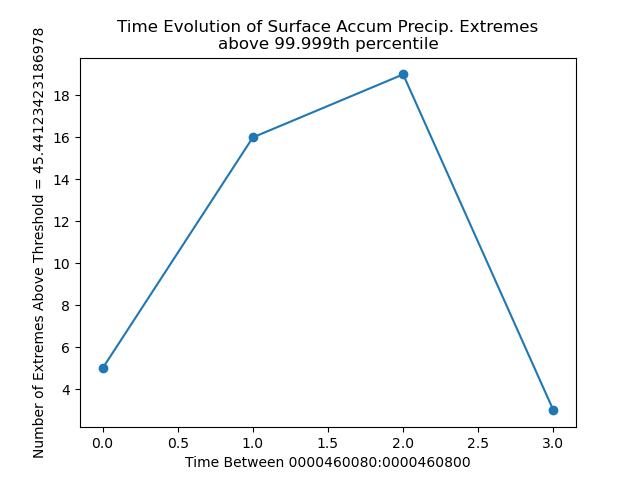 Time Evolution of Surface Accum Precip. Extremes
above 99.999th percentile
Number of Extremes Above Threshold = 45.44123423186978
18
16
14
12
10
8
6
4
0.0 0.5 1.0 1.5 2.0 2.5 3.0
Time Between 0000460080:0000460800